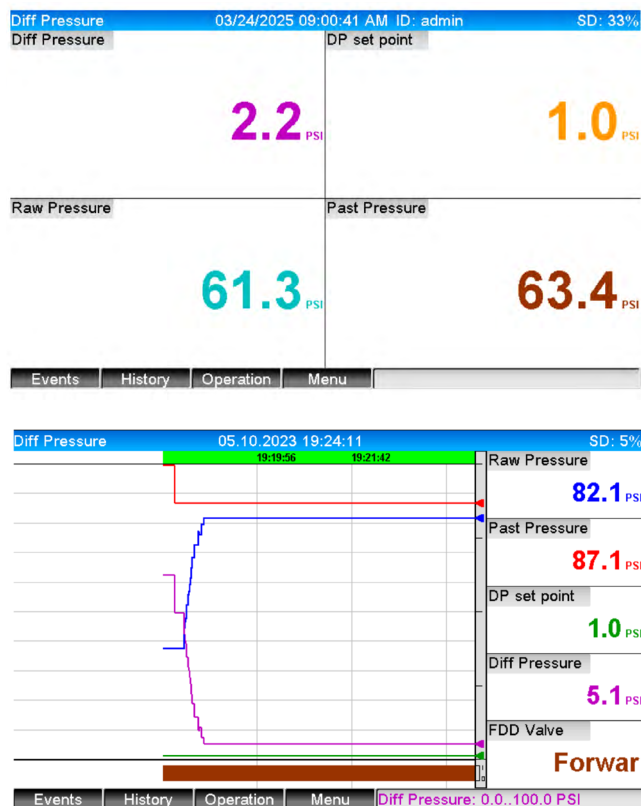 Diff Pressure 03/24/2025 09:00:41 AM ID: admin SD: 33%
Diff Pressure DP set point
2.2 PSI 1.0 PSI
Raw Pressure Past Pressure
61.3 PSI 63.4 PSI
Events History Operation Menu
Diff Pressure 05.10.2023 19:24:11 SD: 5%
19:19:56 19:21:42
Raw Pressure
82.1 PSI
Past Pressure
87.1 PSI
DP set point
1.0 PSI
Diff Pressure
5.1 PSI
FDD Valve
Forwar
Events History Operation Menu Diff Pressure: 0.0..100.0 PSI